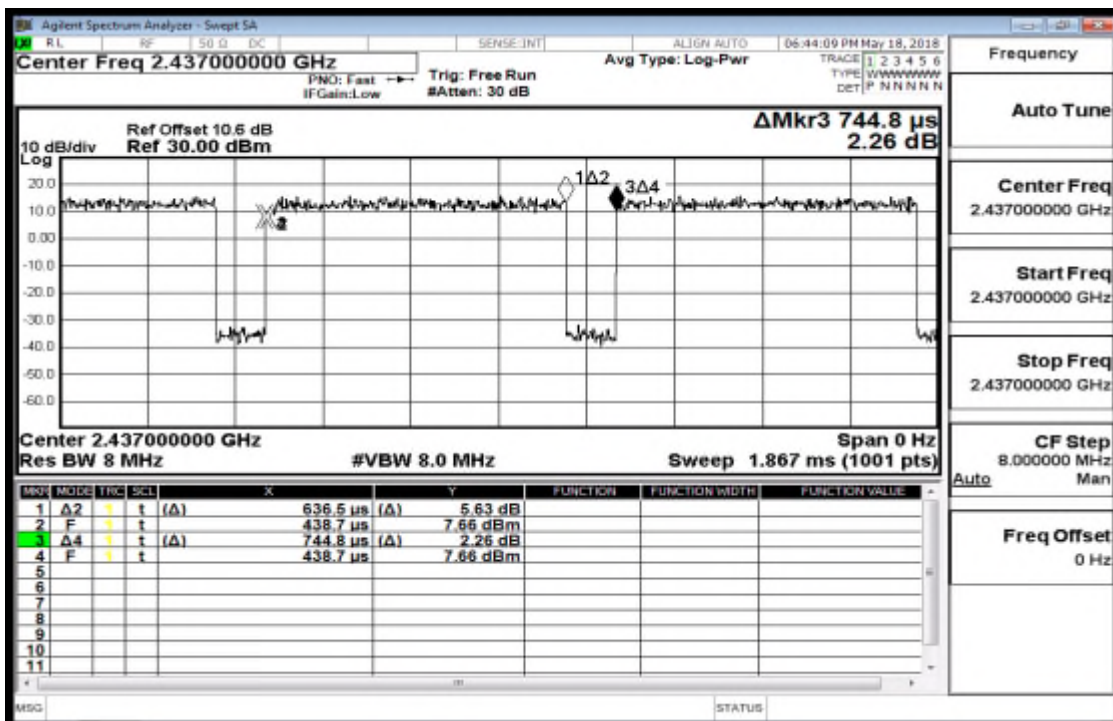 Agilent Spectrum Analyzer - Swept SA
RL RF 50 Ω DC SENSE:INT ALIGN AUTO 06:44:09 PM May 18, 2018
Center Freq 2.437000000 GHz
PNO: Fast
IFGain:Low
Trig: Free Run
#Atten: 30 dB
Avg Type: Log-Pwr
TRACE 1 2 3 4 5 6
TYPE WWWWWW
DET P N N N N N
Frequency
Auto Tune
Center Freq
2.437000000 GHz
Start Freq
2.437000000 GHz
Stop Freq
2.437000000 GHz
CF Step
8.000000 MHz
Auto Man
Freq Offset
0 Hz
ΔMkr3 744.8 µs
2.26 dB
Ref Offset 10.6 dB
10 dB/div Ref 30.00 dBm
Log
20.0
10.0
0.00
-10.0
-20.0
-30.0
-40.0
-50.0
-60.0
1Δ2
3Δ4
Center 2.437000000 GHz Span 0 Hz
Res BW 8 MHz #VBW 8.0 MHz Sweep 1.867 ms (1001 pts)
MKR MODE TRC SCL X Y FUNCTION FUNCTION WIDTH FUNCTION VALUE
1 Δ2 1 t (Δ) 636.5 µs (Δ) 5.63 dB
2 F 1 t 438.7 µs 7.66 dBm
3 Δ4 1 t (Δ) 744.8 µs (Δ) 2.26 dB
4 F 1 t 438.7 µs 7.66 dBm
5
6
7
8
9
10
11
MSG STATUS